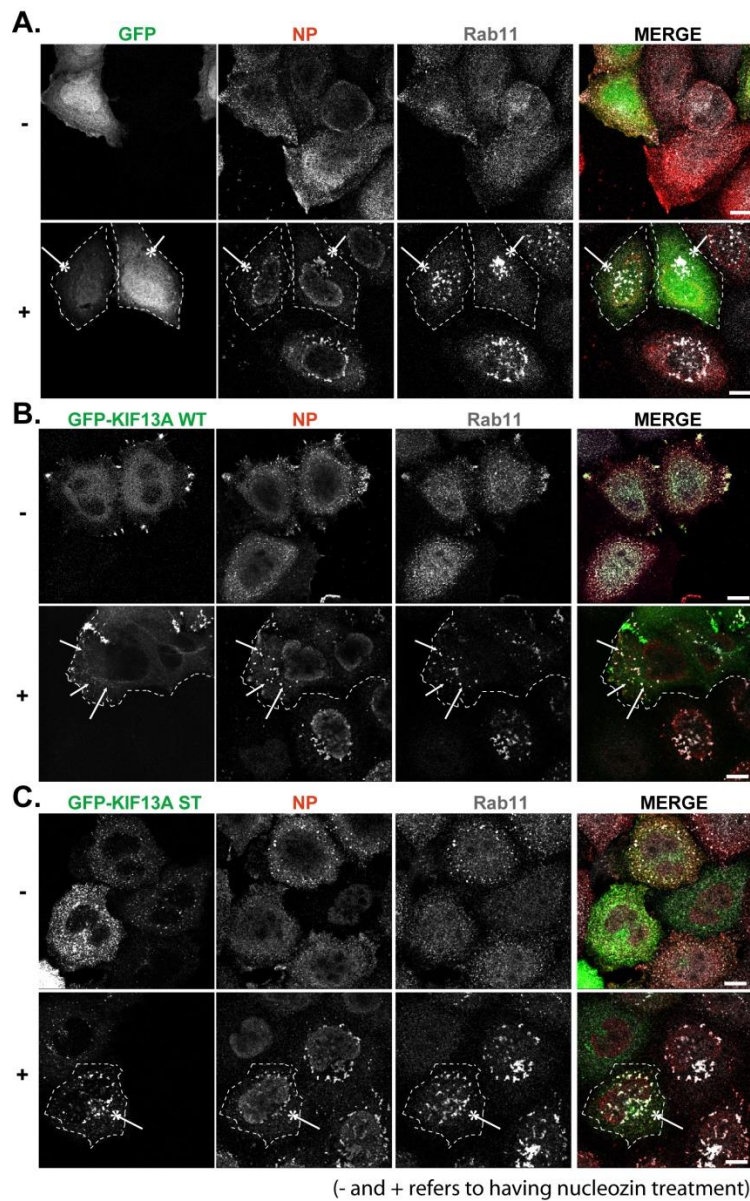 A.
GFP NP Rab11 MERGE
-
+
B.
GFP-KIF13A WT NP Rab11 MERGE
-
+
C.
GFP-KIF13A ST NP Rab11 MERGE
-
+
(- and + refers to having nucleozin treatment)